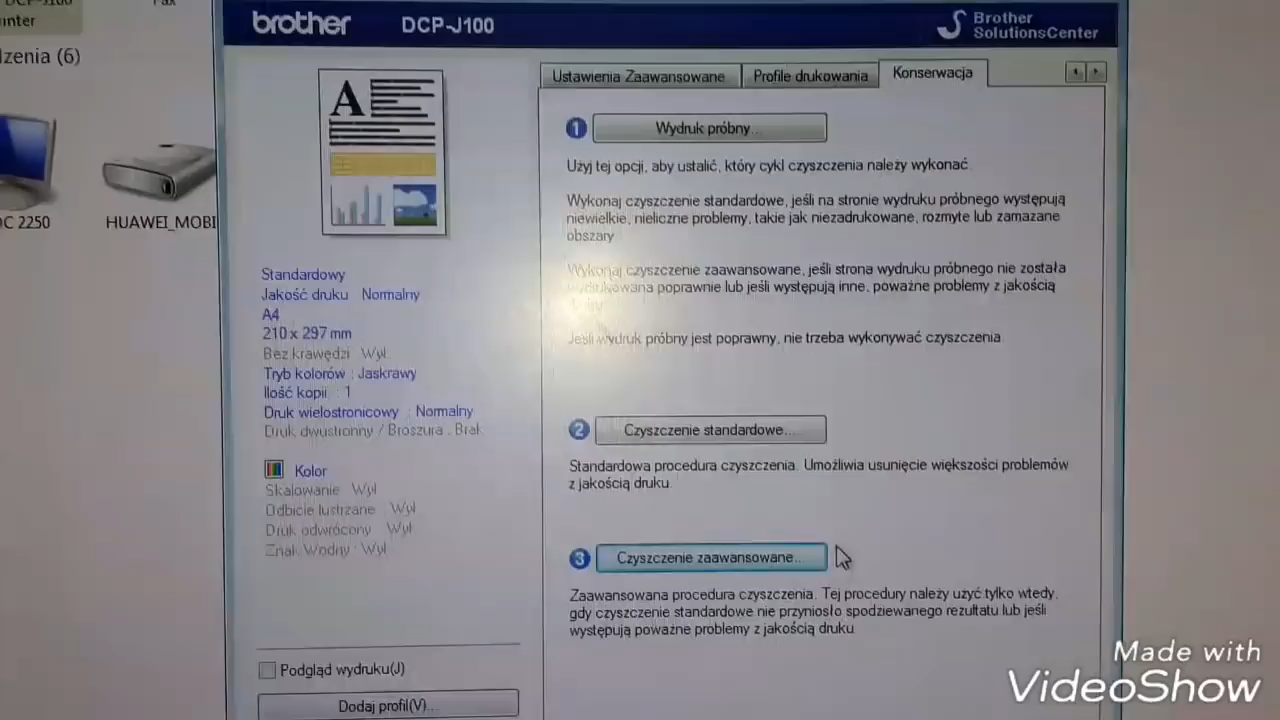 inter
Fax
brother
DCP-J100
Brother
SolutionsCenter
dzenia (6)
DC 2250
HUAWEI_MOBI
Standardowy
Jakość druku Normalny
A4
210 x 297 mm
Bez krawędzi Wył.
Tryb kolorów : Jaskrawy
Ilość kopii : 1
Druk wielostronicowy : Normalny
Druk dwustronny / Broszura : Brak
Kolor
Skalowanie Wył
Odbicie lustrzane Wył
Druk odwrócony Wył.
Znak Wodny : Wył
Podgląd wydruku(J)
Dodaj profil(V)...
Ustawienia Zaawansowane
Profile drukowania
Konserwacja
1 Wydruk próbny...
Użyj tej opcji, aby ustalić, który cykl czyszczenia należy wykonać.
Wykonaj czyszczenie standardowe, jeśli na stronie wydruku próbnego występują
niewielkie, nieliczne problemy, takie jak niezadrukowane, rozmyte lub zamazane
obszary
Wykonaj czyszczenie zaawansowane, jeśli strona wydruku próbnego nie została
wydrukowana poprawnie lub jeśli występują inne, poważne problemy z jakością
Jeśli wydruk próbny jest poprawny, nie trzeba wykonywać czyszczenia.
2 Czyszczenie standardowe...
Standardowa procedura czyszczenia. Umożliwia usunięcie większości problemów
z jakością druku.
3 Czyszczenie zaawansowane...
Zaawansowana procedura czyszczenia. Tej procedury należy użyć tylko wtedy,
gdy czyszczenie standardowe nie przyniosło spodziewanego rezultatu lub jeśli
występują poważne problemy z jakością druku
Made with
VideoShow